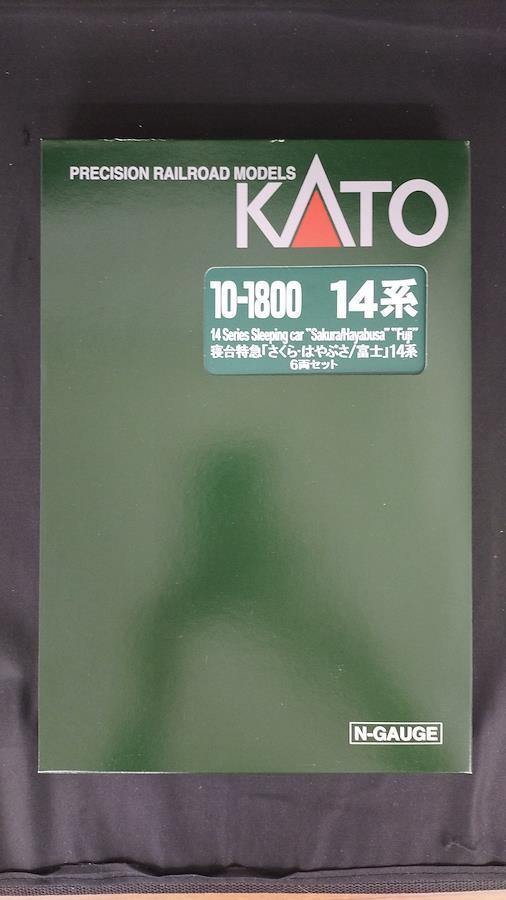 PRECISION RAILROAD MODELS
KATO
10-1800 14系
14 Series Sleeping car "Sakura/Hayabusa" "Fuji"
寝台特急「さくら・はやぶさ/富士」14系
6両セット
N-GAUGE